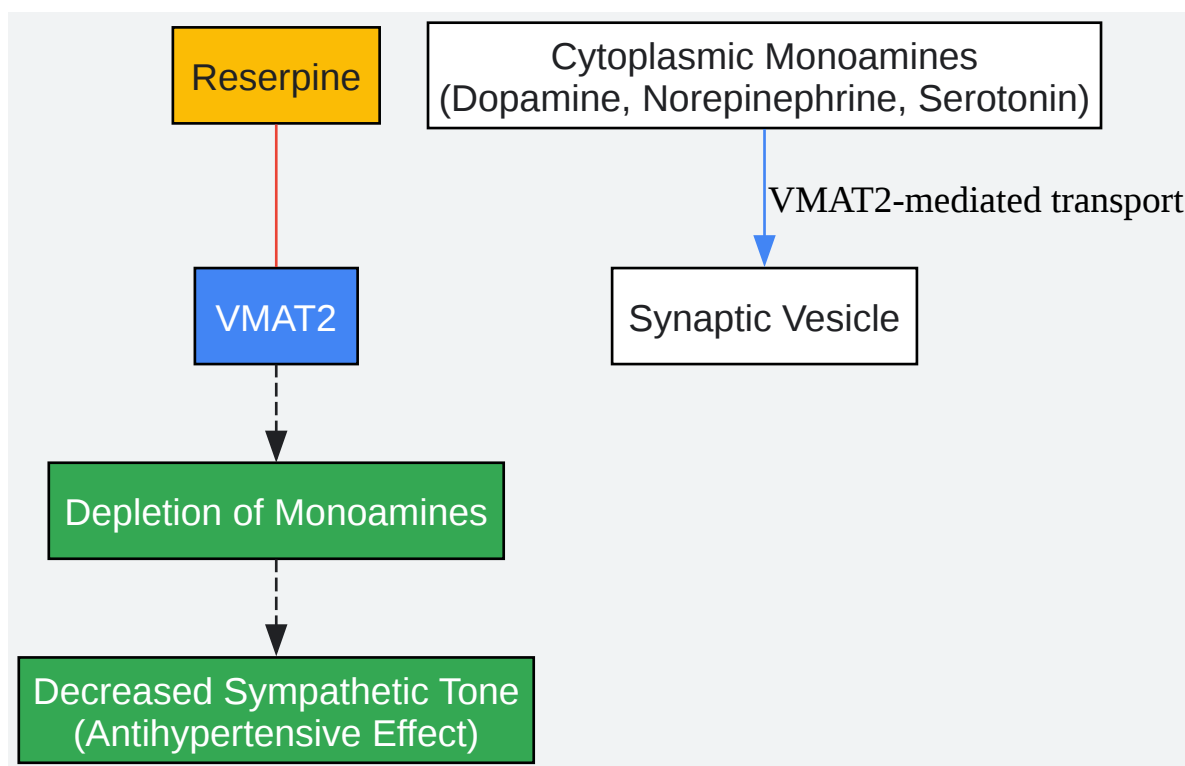 Reserpine
Cytoplasmic Monoamines
(Dopamine, Norepinephrine, Serotonin)
VMAT2-mediated transport
VMAT2
Synaptic Vesicle
Depletion of Monoamines
Decreased Sympathetic Tone
(Antihypertensive Effect)